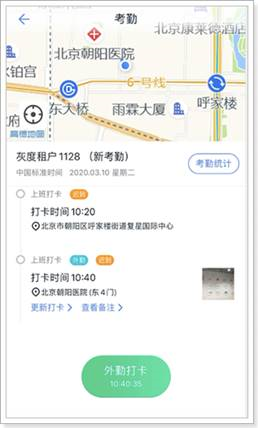 考勤
北京康莱德酒店
北京朝阳医院
水铂宫
6-号线
呼家楼
东大桥
雨霖大厦
高德地图
灰度租户1128 （新考勤）
中国标准时间 2020.03.10 星期二
考勤统计
上班打卡 迟到
打卡时间 10:20
北京市朝阳区呼家楼街道复星国际中心
上班打卡 外勤 迟到
打卡时间 10:40
北京朝阳医院 (东4门)
更新打卡 > 查看备注 >
外勤打卡
10:40:35